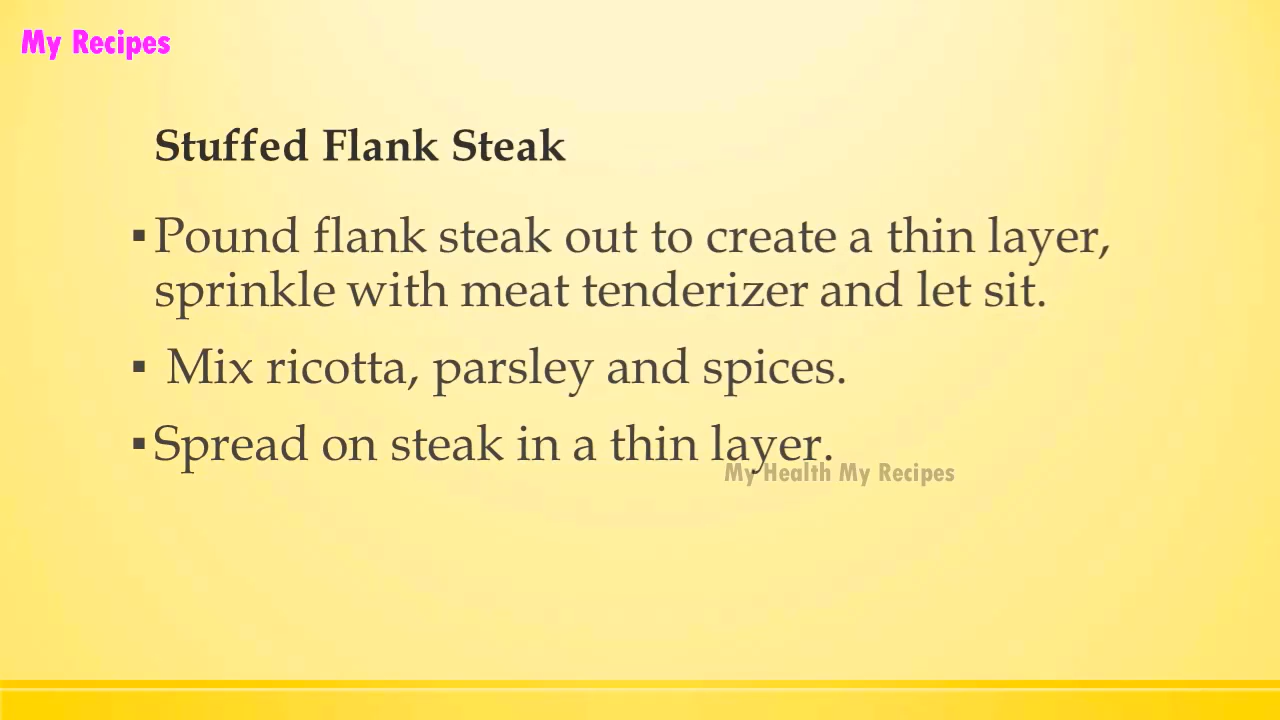 My Recipes
Stuffed Flank Steak
▪ Pound flank steak out to create a thin layer,
sprinkle with meat tenderizer and let sit.
▪ Mix ricotta, parsley and spices.
▪ Spread on steak in a thin layer.
My Health My Recipes